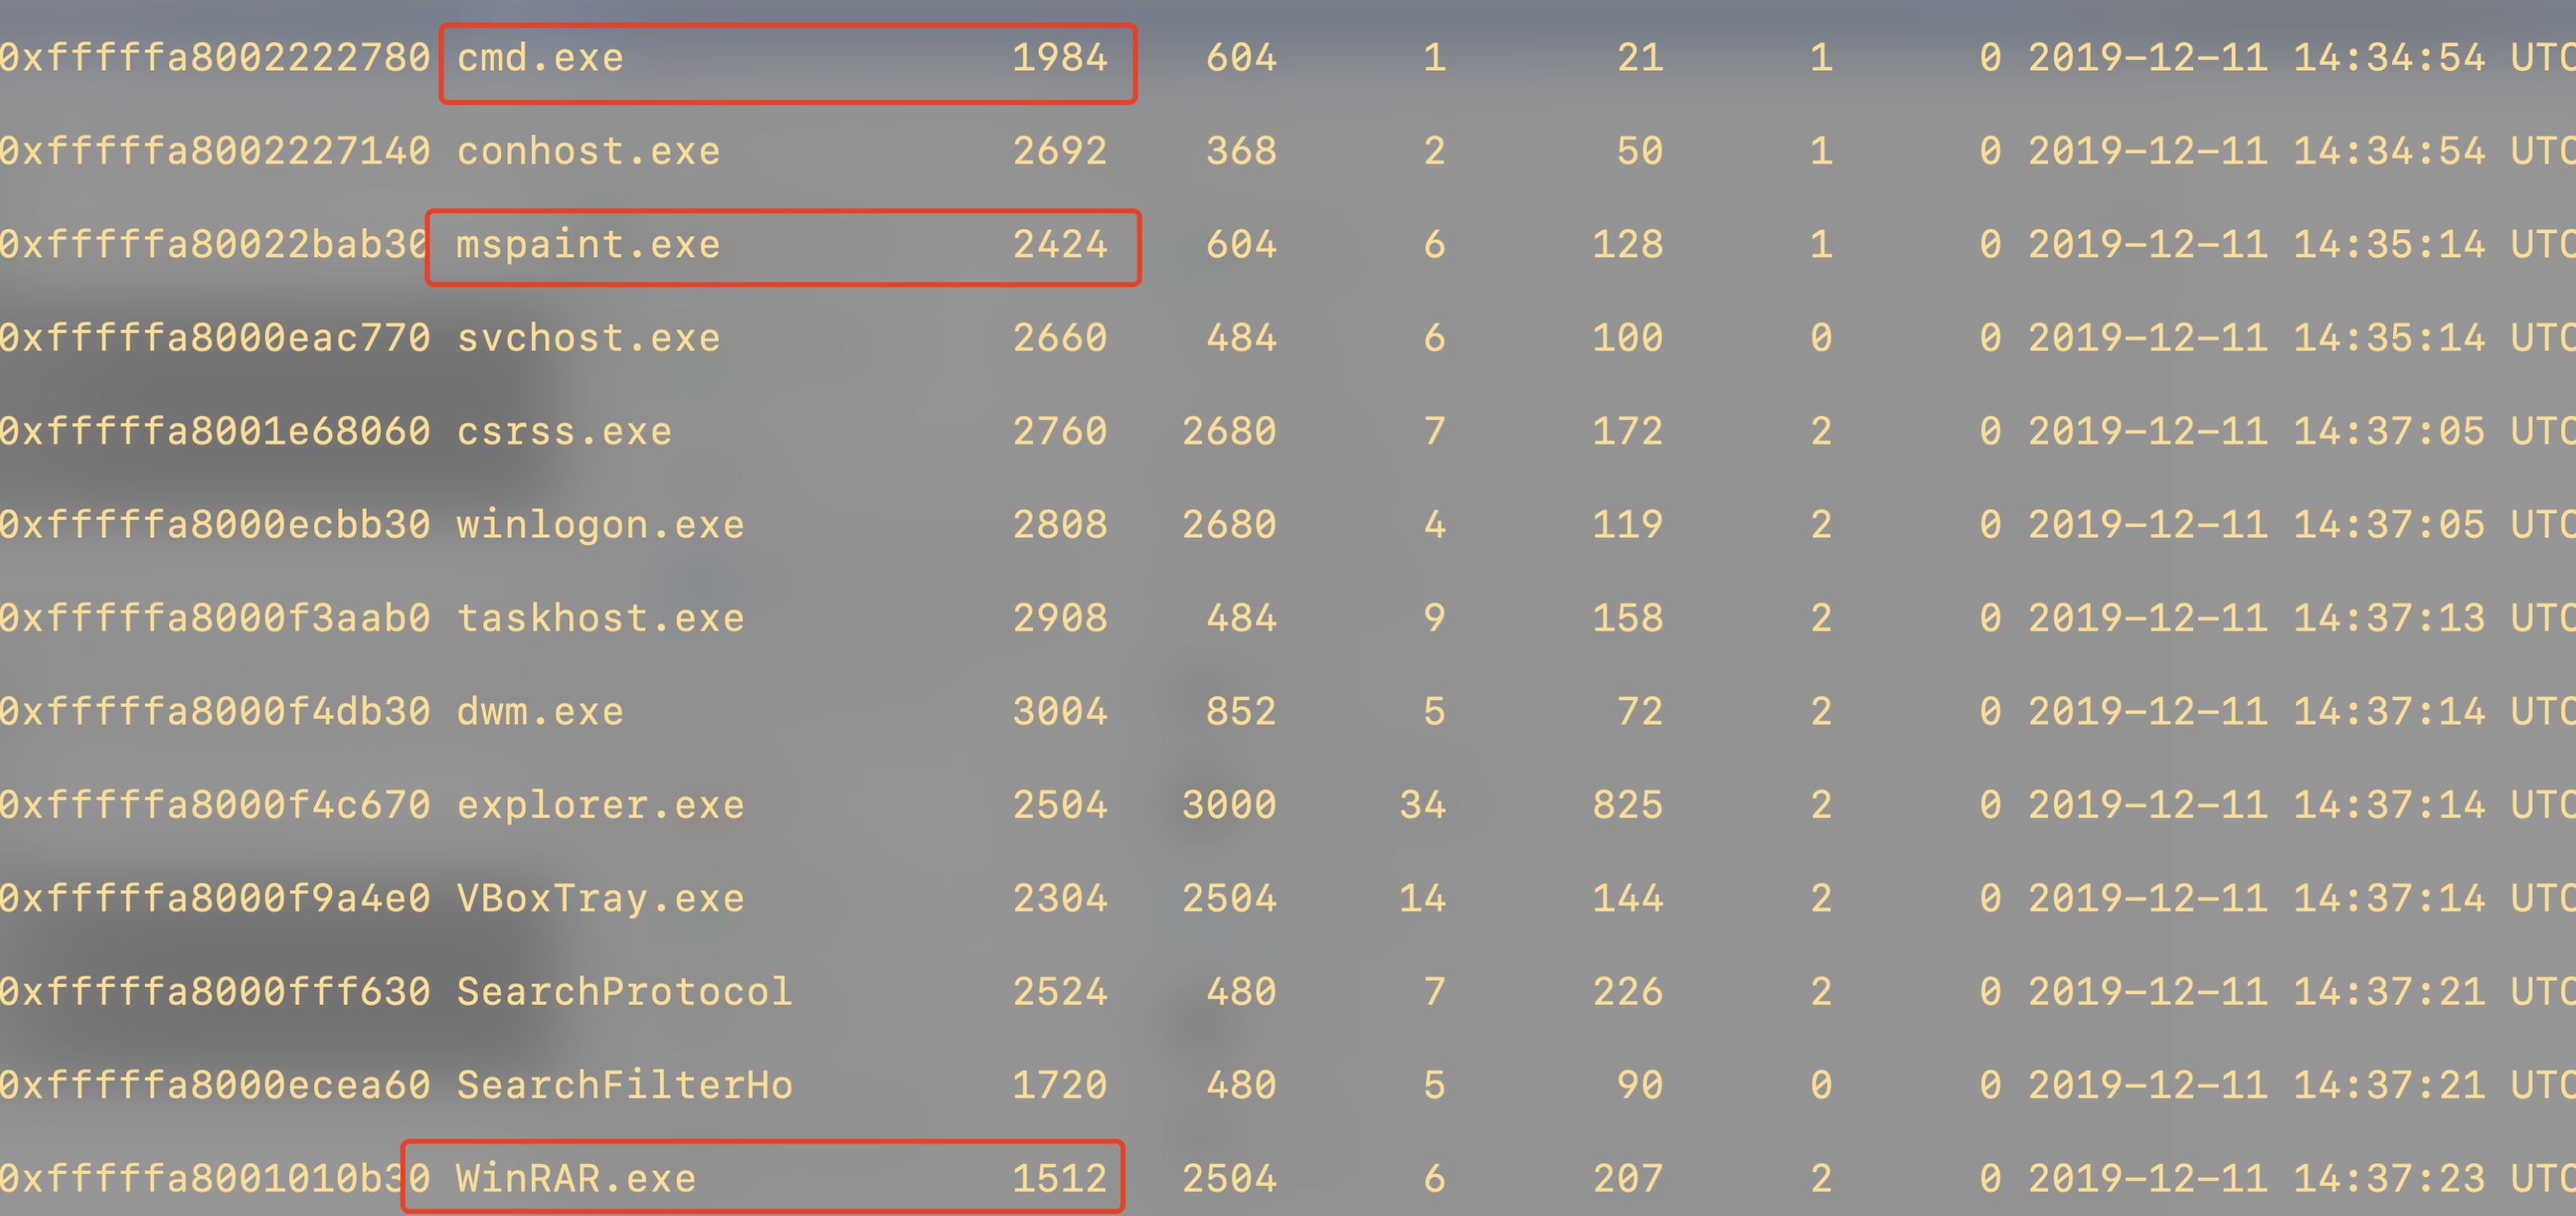 0xfffffa8002222780 cmd.exe 1984 604 1 21 1 0 2019-12-11 14:34:54 UTC
0xfffffa8002227140 conhost.exe 2692 368 2 50 1 0 2019-12-11 14:34:54 UTC
0xfffffa80022bab30 mspaint.exe 2424 604 6 128 1 0 2019-12-11 14:35:14 UTC
0xfffffa8000eac770 svchost.exe 2660 484 6 100 0 0 2019-12-11 14:35:14 UTC
0xfffffa8001e68060 csrss.exe 2760 2680 7 172 2 0 2019-12-11 14:37:05 UTC
0xfffffa8000ecbb30 winlogon.exe 2808 2680 4 119 2 0 2019-12-11 14:37:05 UTC
0xfffffa8000f3aab0 taskhost.exe 2908 484 9 158 2 0 2019-12-11 14:37:13 UTC
0xfffffa8000f4db30 dwm.exe 3004 852 5 72 2 0 2019-12-11 14:37:14 UTC
0xfffffa8000f4c670 explorer.exe 2504 3000 34 825 2 0 2019-12-11 14:37:14 UTC
0xfffffa8000f9a4e0 VBoxTray.exe 2304 2504 14 144 2 0 2019-12-11 14:37:14 UTC
0xfffffa8000fff630 SearchProtocol 2524 480 7 226 2 0 2019-12-11 14:37:21 UTC
0xfffffa8000ecea60 SearchFilterHo 1720 480 5 90 0 0 2019-12-11 14:37:21 UTC
0xfffffa8001010b30 WinRAR.exe 1512 2504 6 207 2 0 2019-12-11 14:37:23 UTC